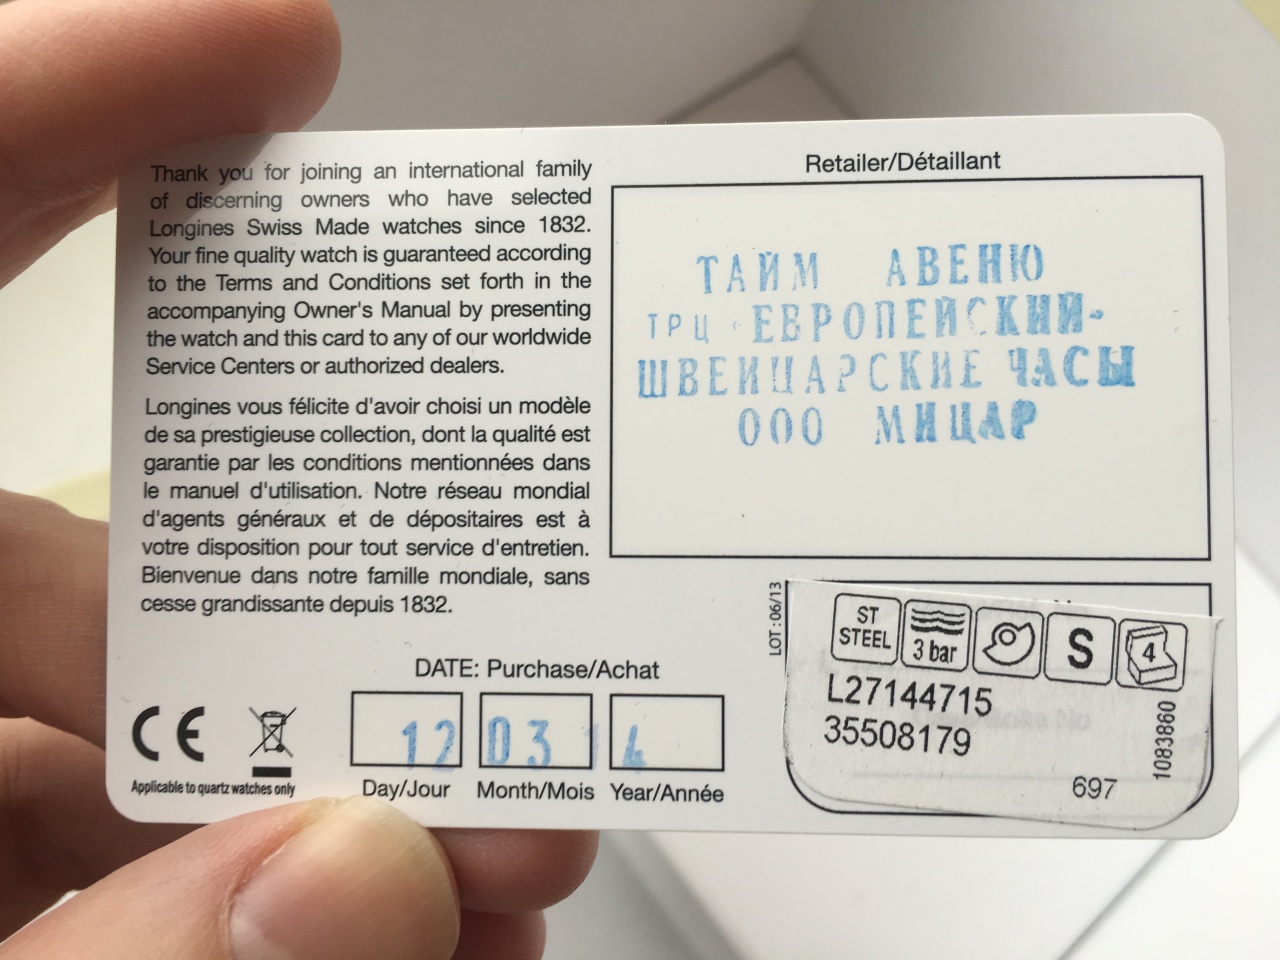 Thank you for joining an international family
of discerning owners who have selected
Longines Swiss Made watches since 1832.
Your fine quality watch is guaranteed according
to the Terms and Conditions set forth in the
accompanying Owner's Manual by presenting
the watch and this card to any of our worldwide
Service Centers or authorized dealers.
Longines vous félicite d'avoir choisi un modèle
de sa prestigieuse collection, dont la qualité est
garantie par les conditions mentionnées dans
le manuel d'utilisation. Notre réseau mondial
d'agents généraux et de dépositaires est à
votre disposition pour tout service d'entretien.
Bienvenue dans notre famille mondiale, sans
cesse grandissante depuis 1832.
Retailer/Détaillant
ТАЙМ АВЕНЮ
ТРЦ ЕВРОПЕЙСКИЙ-
ШВЕЙЦАРСКИЕ ЧАСЫ
ООО МИЦАР
DATE: Purchase/Achat
12 03 14
Day/Jour Month/Mois Year/Année
CE
Applicable to quartz watches only
LOT : 06/13
ST STEEL 3 bar S 4
L27144715
35508179
697
1083860